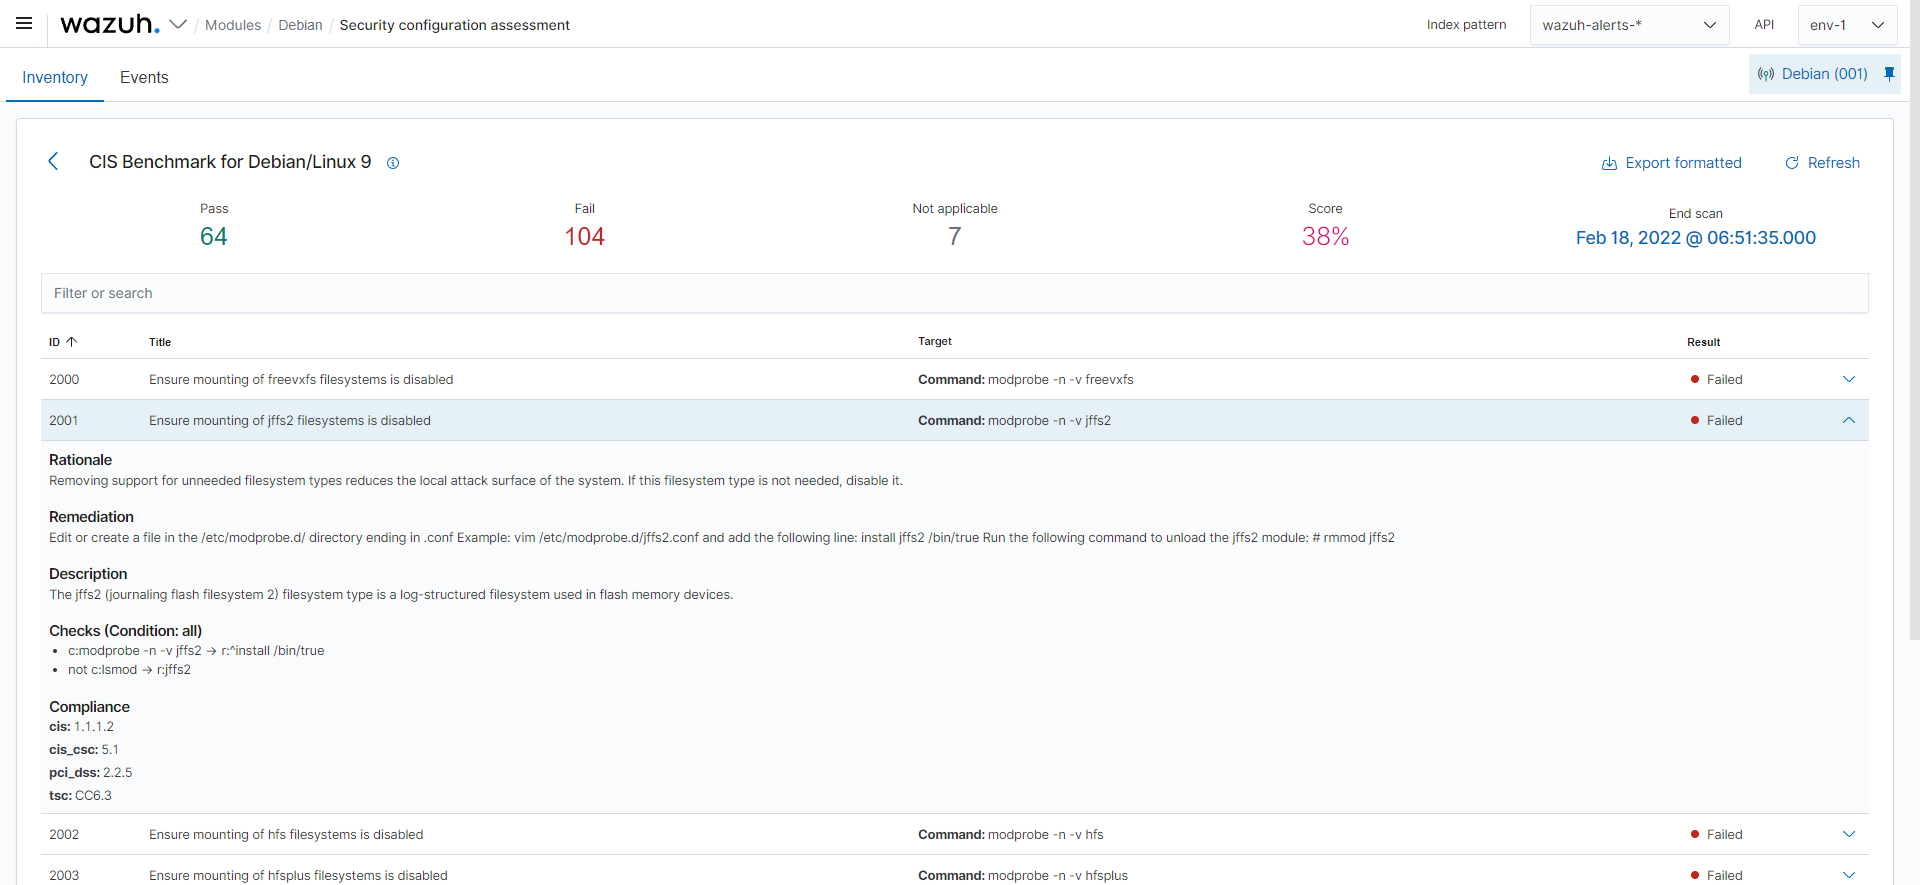 wazuh. / Modules / Debian / Security configuration assessment Index pattern wazuh-alerts-* API env-1
Inventory Events Debian (001)
CIS Benchmark for Debian/Linux 9 Export formatted Refresh
Pass Fail Not applicable Score End scan
64 104 7 38% Feb 18, 2022 @ 06:51:35.000
Filter or search
ID Title Target Result
2000 Ensure mounting of freevxfs filesystems is disabled Command: modprobe -n -v freevxfs Failed
2001 Ensure mounting of jffs2 filesystems is disabled Command: modprobe -n -v jffs2 Failed
Rationale
Removing support for unneeded filesystem types reduces the local attack surface of the system. If this filesystem type is not needed, disable it.
Remediation
Edit or create a file in the /etc/modprobe.d/ directory ending in .conf Example: vim /etc/modprobe.d/jffs2.conf and add the following line: install jffs2 /bin/true Run the following command to unload the jffs2 module: # rmmod jffs2
Description
The jffs2 (journaling flash filesystem 2) filesystem type is a log-structured filesystem used in flash memory devices.
Checks (Condition: all)
• c:modprobe -n -v jffs2 → r:^install /bin/true
• not c:lsmod → r:jffs2
Compliance
cis: 1.1.1.2
cis_csc: 5.1
pci_dss: 2.2.5
tsc: CC6.3
2002 Ensure mounting of hfs filesystems is disabled Command: modprobe -n -v hfs Failed
2003 Ensure mounting of hfsplus filesystems is disabled Command: modprobe -n -v hfsplus Failed